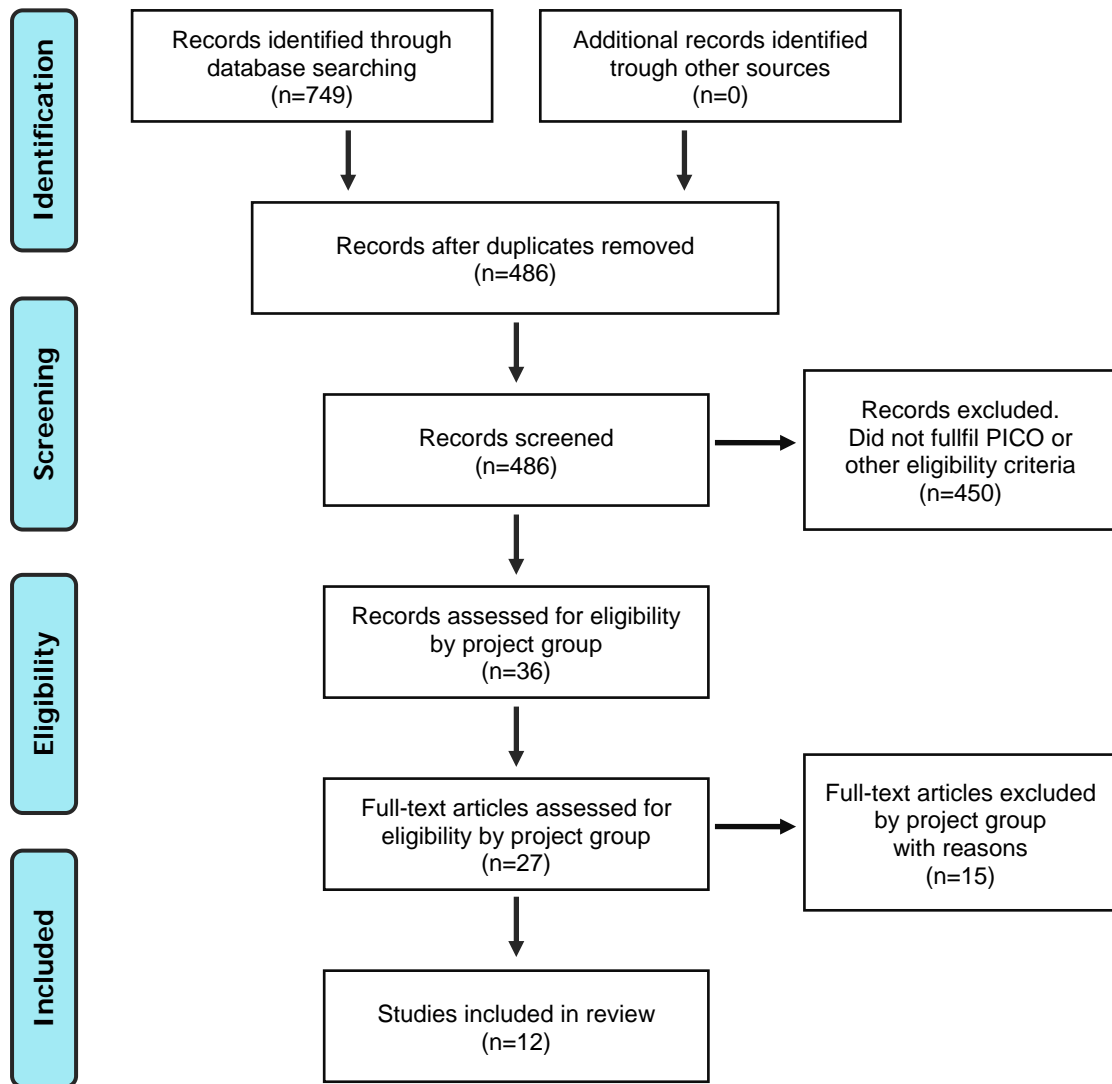 Identification
Records identified through
database searching
(n=749)
Additional records identified
trough other sources
(n=0)
Records after duplicates removed
(n=486)
Screening
Records screened
(n=486)
Records excluded.
Did not fullfil PICO or
other eligibility criteria
(n=450)
Eligibility
Records assessed for eligibility
by project group
(n=36)
Full-text articles assessed for
eligibility by project group
(n=27)
Full-text articles excluded
by project group
with reasons
(n=15)
Included
Studies included in review
(n=12)